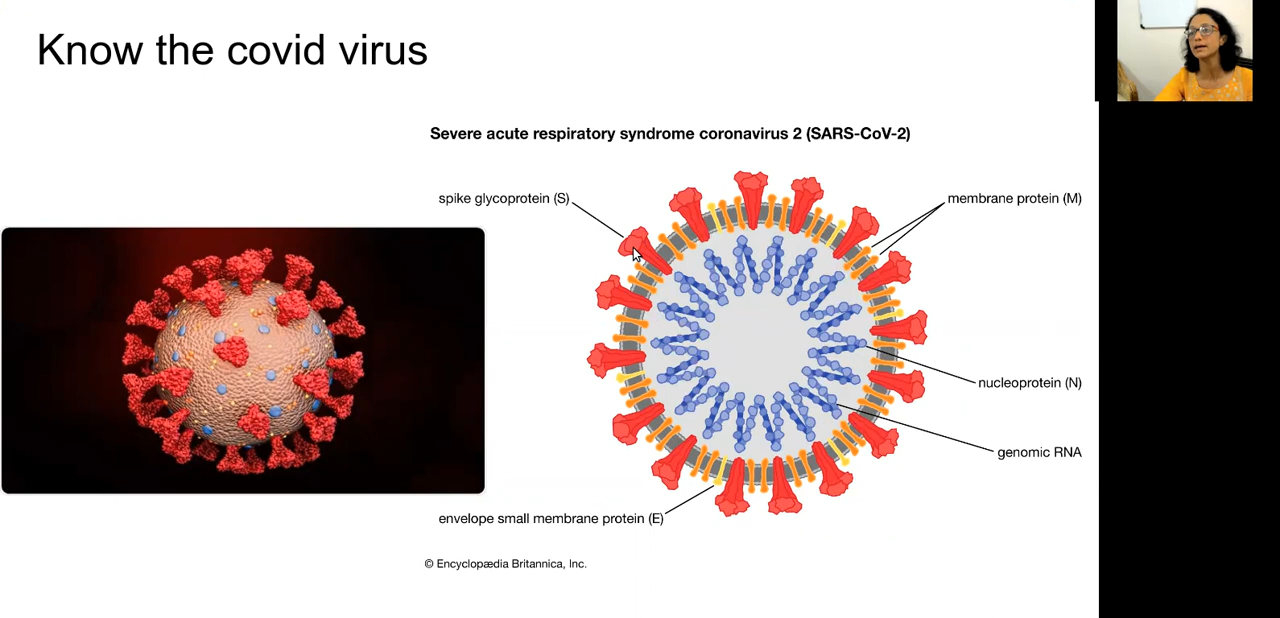 Know the covid virus
Severe acute respiratory syndrome coronavirus 2 (SARS-CoV-2)
spike glycoprotein (S)
membrane protein (M)
nucleoprotein (N)
genomic RNA
envelope small membrane protein (E)
© Encyclopædia Britannica, Inc.